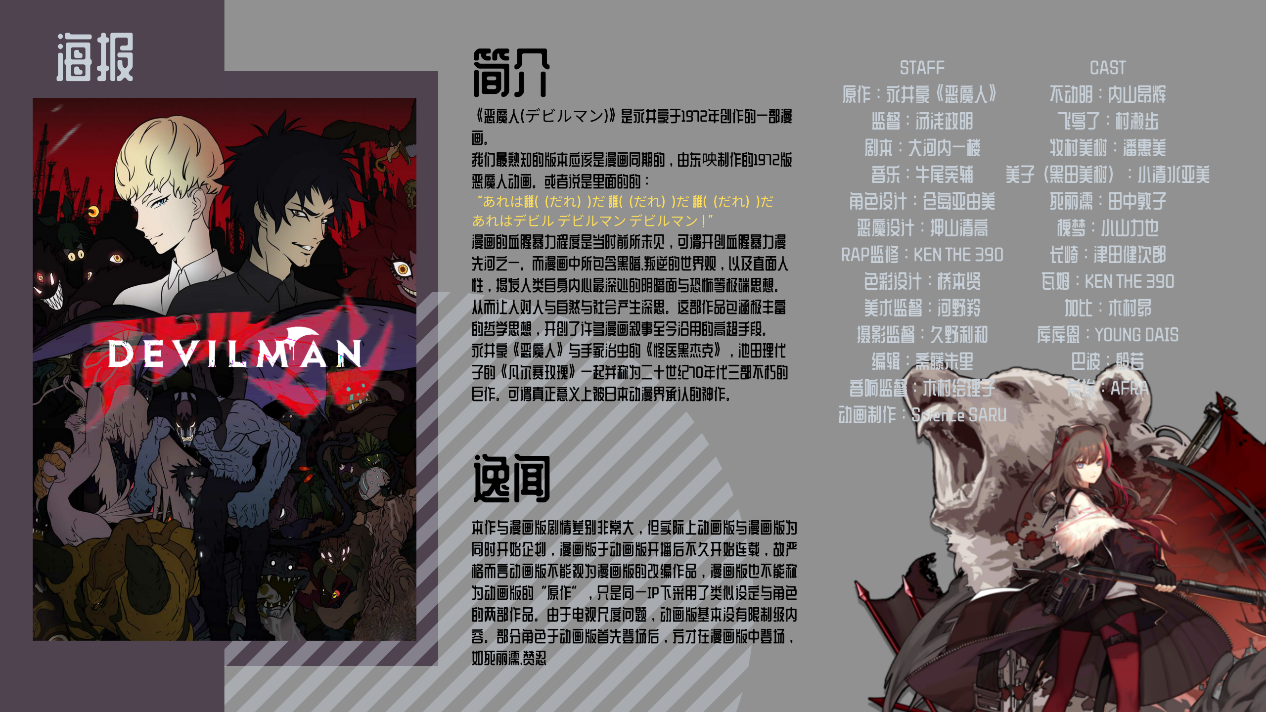 海报
DEVILMAN
简介
《恶魔人(デビルマン)》是永井豪于1972年创作的一部漫
画。
我们最熟知的版本应该是漫画同期的，由东映制作的1972版
恶魔人动画。或者说是里面的的：
“あれは誰( (だれ) )だ 誰( (だれ) )だ 誰( (だれ) )だ
あれはデビル デビルマン デビルマン！”
漫画的血腥暴力程度是当时前所未见，可谓开创血腥暴力漫
先河之一。而漫画中所包含黑暗,叛逆的世界观，以及直面人
性，揭发人类自身内心最深处的阴暗面与恐怖等极端思想。
从而让人对人与自然与社会产生深思。这部作品包涵极丰富
的哲学思想，开创了许多漫画叙事至今沿用的高超手段。
永井豪《恶魔人》与手冢治虫的《怪医黑杰克》，池田理代
子的《凡尔赛玫瑰》一起并称为二十世纪70年代三部不朽的
巨作。可谓真正意义上被日本动漫界承认的神作。
逸闻
本作与漫画版剧情差别非常大，但实际上动画版与漫画版为
同时开始企划，漫画版于动画版开播后不久开始连载，故严
格而言动画版不能视为漫画版的改编作品，漫画版也不能称
为动画版的“原作”，只是同一IP下采用了类似设定与角色
的两部作品。由于电视尺度问题，动画版基本没有限制级内
容。部分角色于动画版首先登场后，方才在漫画版中登场，
如死丽濡,赞忍
STAFF
原作：永井豪《恶魔人》
监督：汤浅政明
剧本：大河内一楼
音乐：牛尾宪辅
角色设计：仓岛亚由美
恶魔设计：押山清高
RAP监修：KEN THE 390
色彩设计：桥本贤
美术监督：河野羚
摄影监督：久野利和
编辑：斋藤朱里
音响监督：木村绘理子
动画制作：Science SARU
CAST
不动明：内山昂辉
飞鸟了：村濑步
牧村美树：潘惠美
美子（黑田美树）：小清水亚美
死丽濡：田中敦子
槐梦：小山力也
长崎：津田健次郎
瓦姆：KEN THE 390
加比：木村昴
库库恩：YOUNG DAIS
巴波：般若
：AFRA